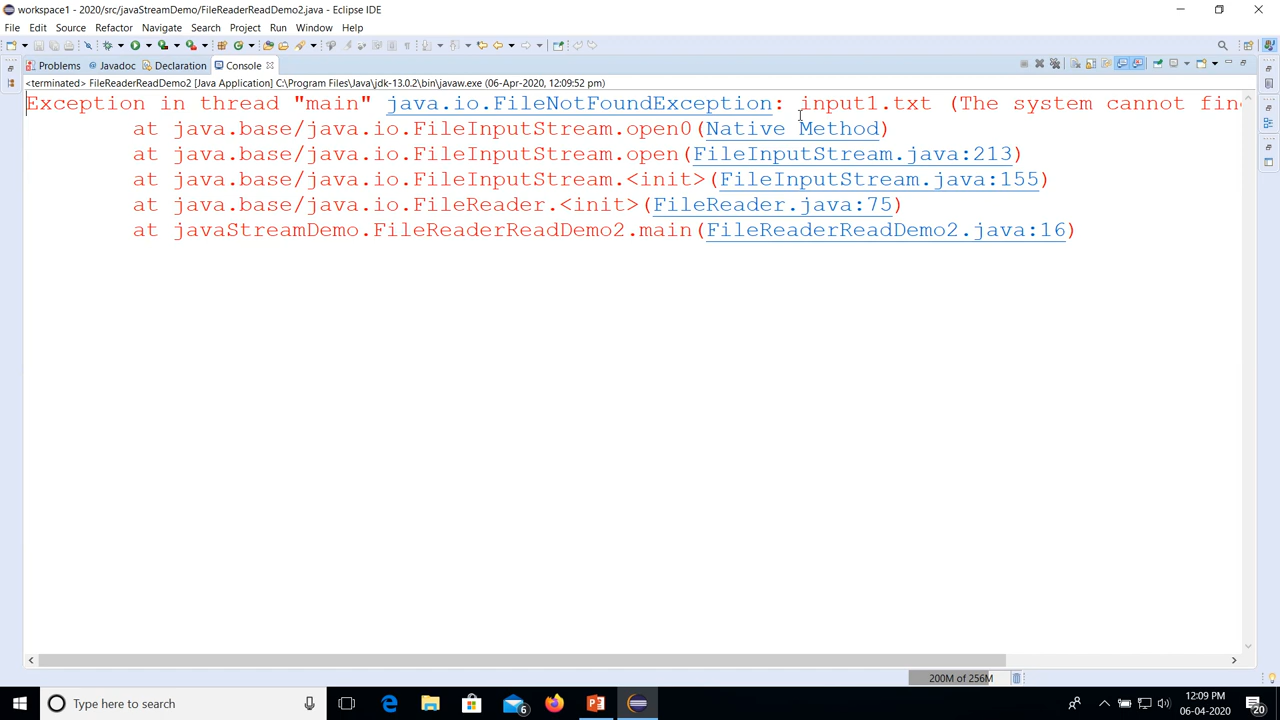 workspace1 - 2020/src/javaStreamDemo/FileReaderReadDemo2.java - Eclipse IDE
File Edit Source Refactor Navigate Search Project Run Window Help
Problems Javadoc Declaration Console
<terminated> FileReaderReadDemo2 [Java Application] C:\Program Files\Java\jdk-13.0.2\bin\javaw.exe (06-Apr-2020, 12:09:52 pm)
Exception in thread "main" java.io.FileNotFoundException: input1.txt (The system cannot fin
at java.base/java.io.FileInputStream.open0(Native Method)
at java.base/java.io.FileInputStream.open(FileInputStream.java:213)
at java.base/java.io.FileInputStream.<init>(FileInputStream.java:155)
at java.base/java.io.FileReader.<init>(FileReader.java:75)
at javaStreamDemo.FileReaderReadDemo2.main(FileReaderReadDemo2.java:16)
200M of 256M
Type here to search
6
12:09 PM
06-04-2020
20